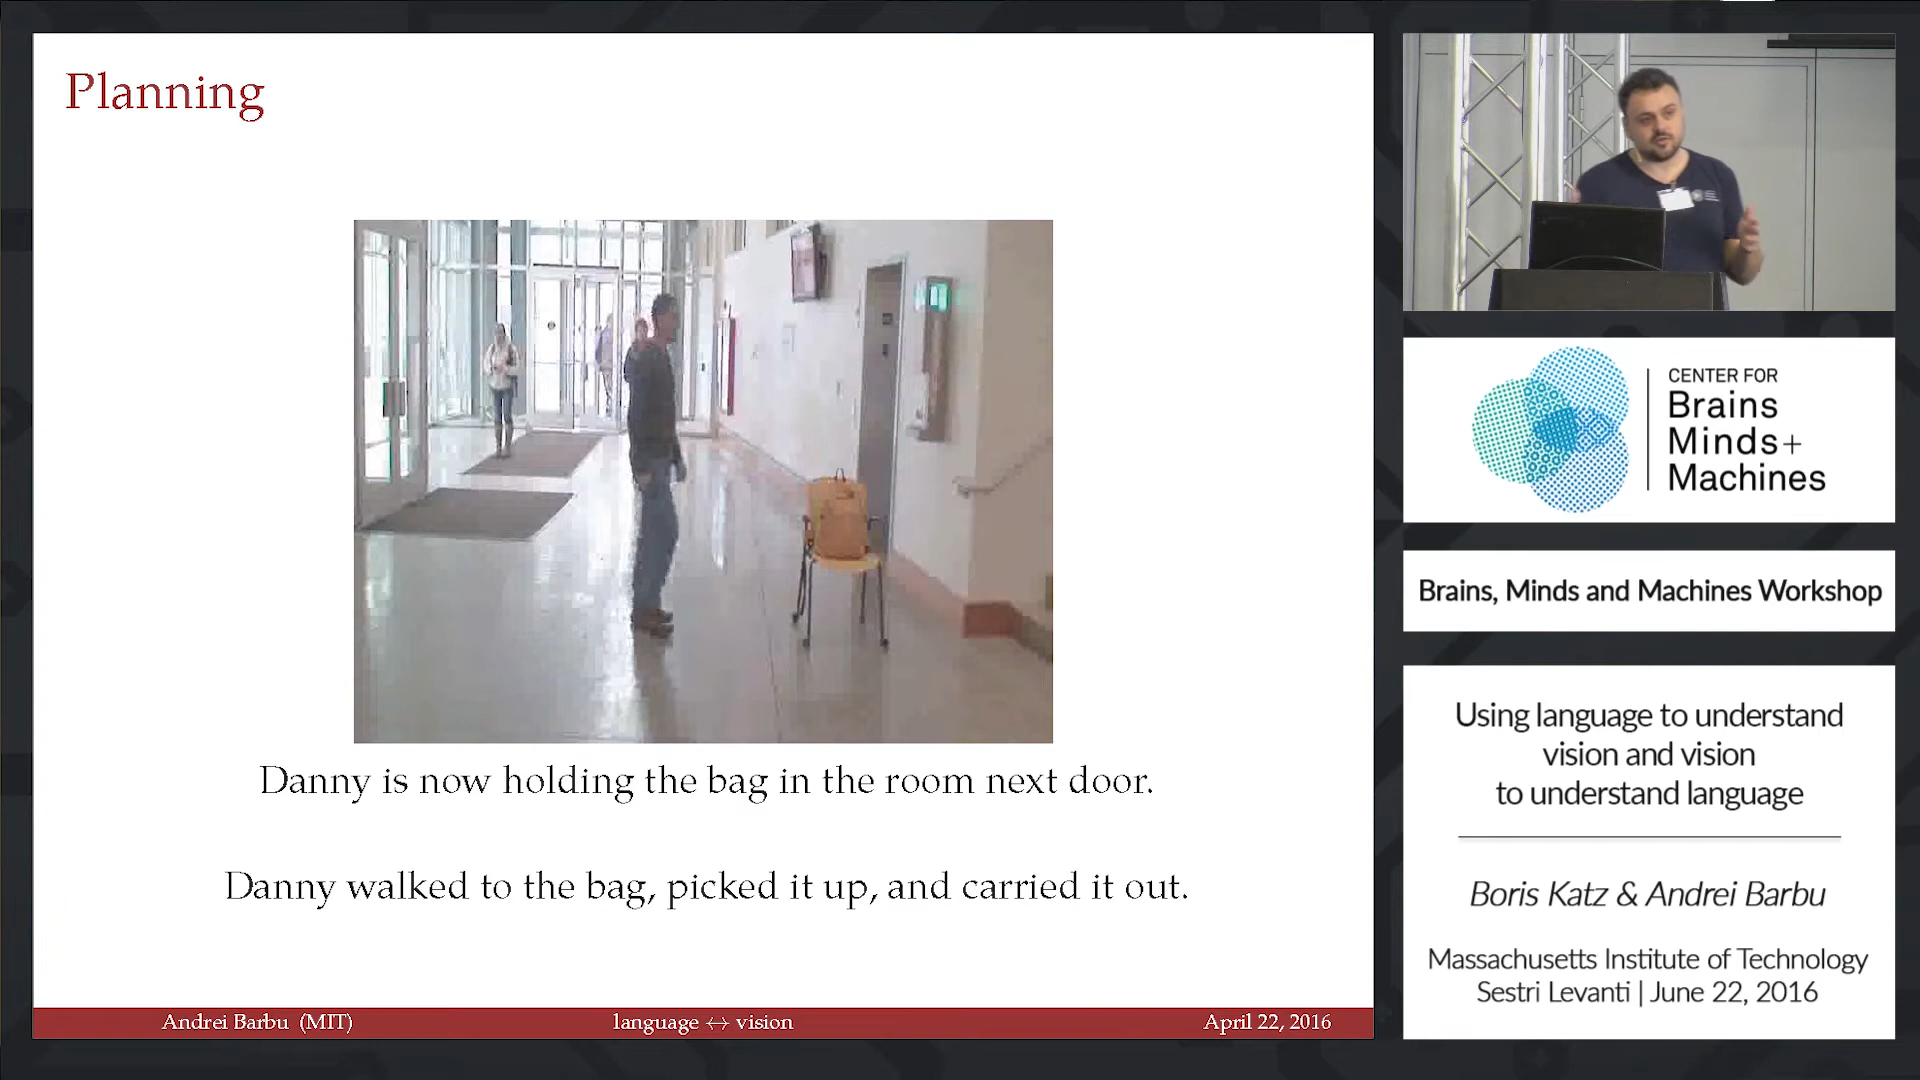 Planning
Danny is now holding the bag in the room next door.
Danny walked to the bag, picked it up, and carried it out.
Andrei Barbu (MIT)
language ↔ vision
April 22, 2016
CENTER FOR
Brains
Minds+
Machines
Brains, Minds and Machines Workshop
Using language to understand
vision and vision
to understand language
Boris Katz & Andrei Barbu
Massachusetts Institute of Technology
Sestri Levanti | June 22, 2016